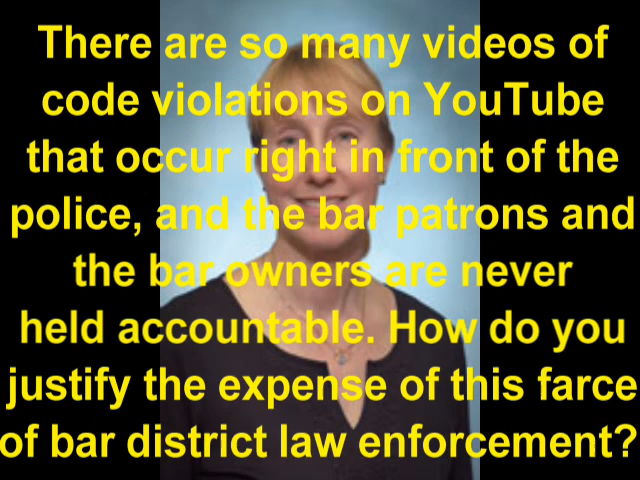 There are so many videos of
code violations on YouTube
that occur right in front of the
police, and the bar patrons and
the bar owners are never
held accountable. How do you
justify the expense of this farce
of bar district law enforcement?